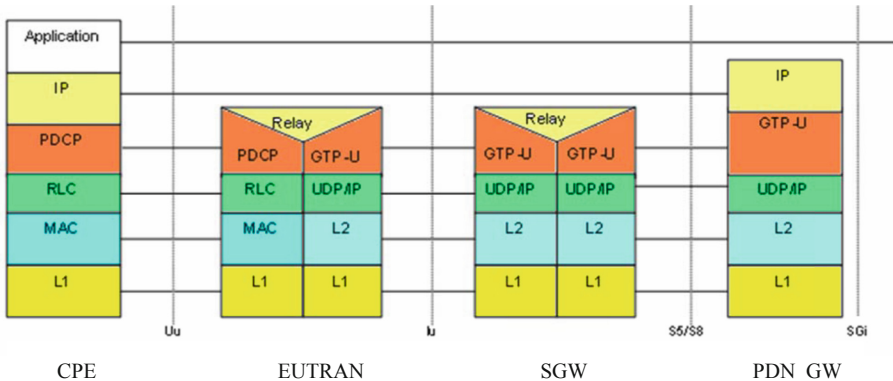 Application
IP
PDCP
RLC
MAC
L1
Relay
PDCP GTP-U
RLC UDP/IP
MAC L2
L1 L1
Relay
GTP-U GTP-U
UDP/IP UDP/IP
L2 L2
L1 L1
IP
GTP-U
UDP/IP
L2
L1
Uu Iu S5/S8 SGi
CPE EUTRAN SGW PDN GW